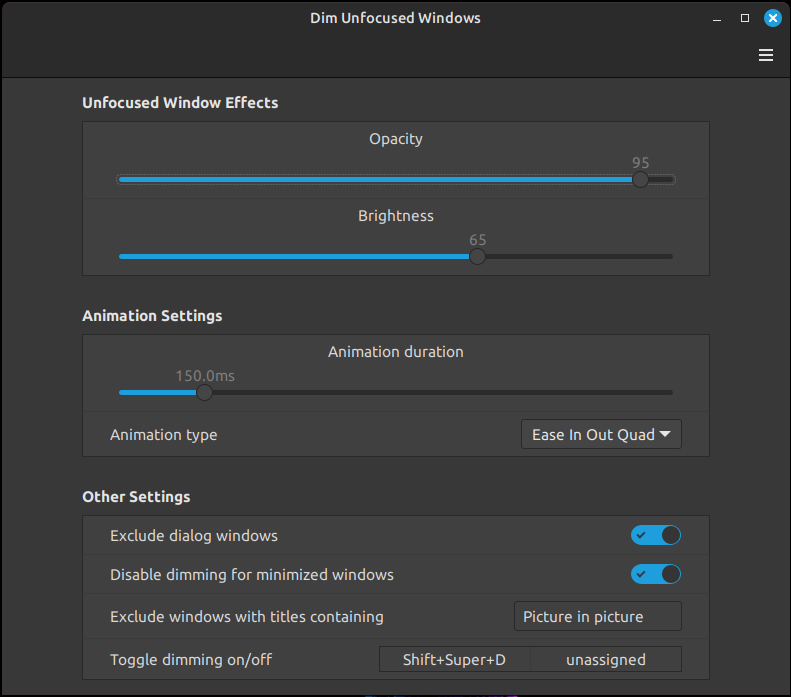 Dim Unfocused Windows
Unfocused Window Effects
Opacity
95
Brightness
65
Animation Settings
Animation duration
150.0ms
Animation type Ease In Out Quad
Other Settings
Exclude dialog windows
Disable dimming for minimized windows
Exclude windows with titles containing Picture in picture
Toggle dimming on/off Shift+Super+D unassigned